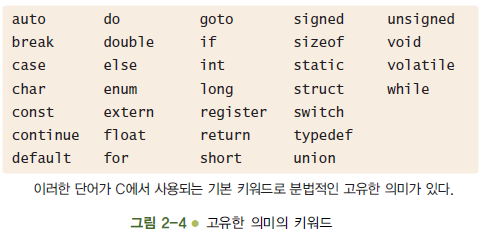 auto do goto signed unsigned
break double if sizeof void
case else int static volatile
char enum long struct while
const extern register switch
continue float return typedef
default for short union
이러한 단어가 C에서 사용되는 기본 키워드로 분법적인 고유한 의미가 있다.
그림 2-4 ● 고유한 의미의 키워드